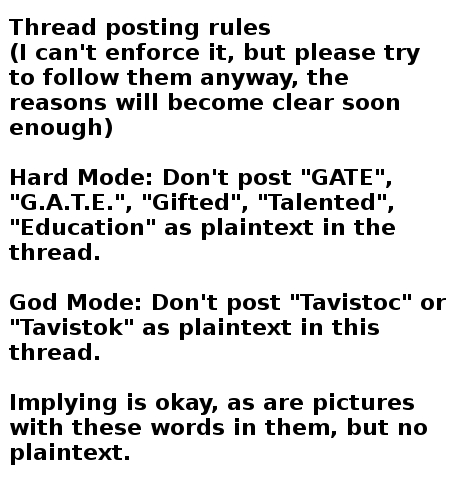 Thread posting rules
(I can't enforce it, but please try
to follow them anyway, the
reasons will become clear soon
enough)
Hard Mode: Don't post "GATE",
"G.A.T.E.", "Gifted", "Talented",
"Education" as plaintext in the
thread.
God Mode: Don't post "Tavistoc" or
"Tavistok" as plaintext in this
thread.
Implying is okay, as are pictures
with these words in them, but no
plaintext.